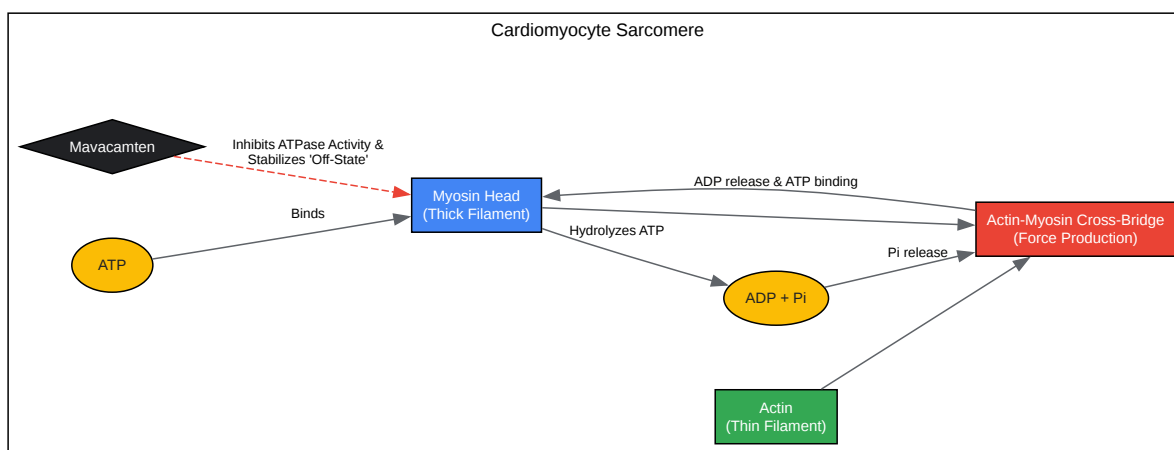 Cardiomyocyte Sarcomere
Mavacamten
Inhibits ATPase Activity &
Stabilizes 'Off-State'
Binds
ATP
Myosin Head
(Thick Filament)
ADP release & ATP binding
Hydrolyzes ATP
ADP + Pi
Pi release
Actin-Myosin Cross-Bridge
(Force Production)
Actin
(Thin Filament)